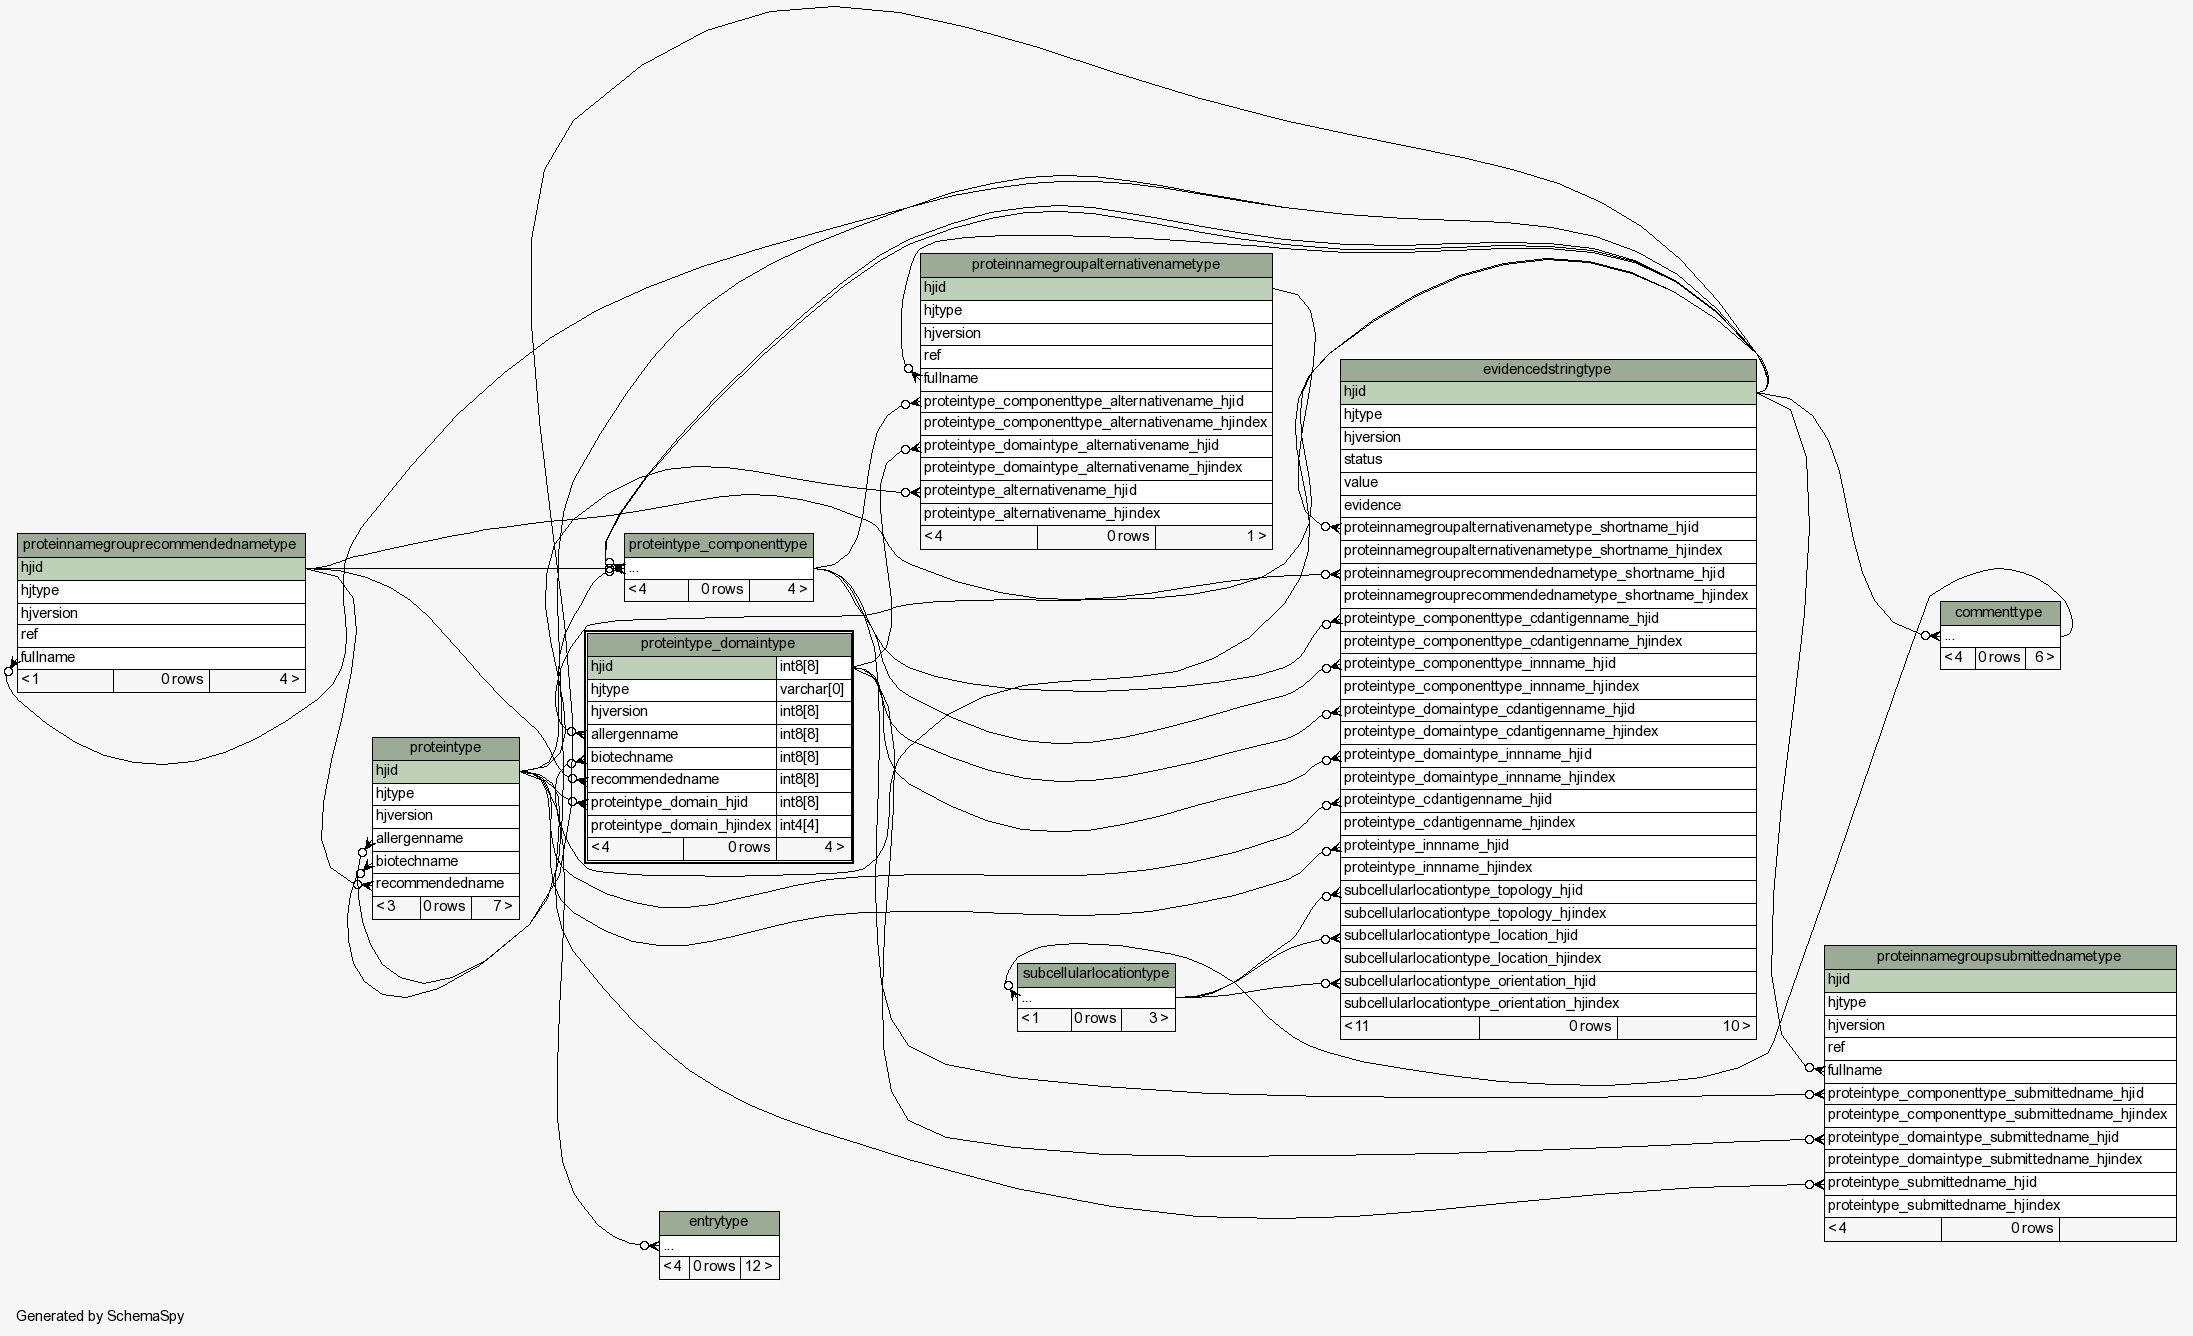 proteinnamegroupalternativenametype
hjid
hjtype
hjversion
ref
fullname
proteintype_componenttype_alternativename_hjid
proteintype_componenttype_alternativename_hjindex
proteintype_domaintype_alternativename_hjid
proteintype_domaintype_alternativename_hjindex
proteintype_alternativename_hjid
proteintype_alternativename_hjindex
< 4 0 rows 1 >
evidencedstringtype
hjid
hjtype
hjversion
status
value
evidence
proteinnamegroupalternativenametype_shortname_hjid
proteinnamegroupalternativenametype_shortname_hjindex
proteinnamegrouprecommendednametype_shortname_hjid
proteinnamegrouprecommendednametype_shortname_hjindex
proteintype_componenttype_cdantigenname_hjid
proteintype_componenttype_cdantigenname_hjindex
proteintype_componenttype_innname_hjid
proteintype_componenttype_innname_hjindex
proteintype_domaintype_cdantigenname_hjid
proteintype_domaintype_cdantigenname_hjindex
proteintype_domaintype_innname_hjid
proteintype_domaintype_innname_hjindex
proteintype_cdantigenname_hjid
proteintype_cdantigenname_hjindex
proteintype_innname_hjid
proteintype_innname_hjindex
subcellularlocationtype_topology_hjid
subcellularlocationtype_topology_hjindex
subcellularlocationtype_location_hjid
subcellularlocationtype_location_hjindex
subcellularlocationtype_orientation_hjid
subcellularlocationtype_orientation_hjindex
< 11 0 rows 10 >
proteinnamegrouprecommendednametype
hjid
hjtype
hjversion
ref
fullname
< 1 0 rows 4 >
proteintype_componenttype
...
< 4 0 rows 4 >
commenttype
...
< 4 0 rows 6 >
proteintype_domaintype
hjid int8[8]
hjtype varchar[0]
hjversion int8[8]
allergenname int8[8]
biotechname int8[8]
recommendedname int8[8]
proteintype_domain_hjid int8[8]
proteintype_domain_hjindex int4[4]
< 4 0 rows 4 >
proteintype
hjid
hjtype
hjversion
allergenname
biotechname
recommendedname
< 3 0 rows 7 >
subcellularlocationtype
...
< 1 0 rows 3 >
proteinnamegroupsubmittednametype
hjid
hjtype
hjversion
ref
fullname
proteintype_componenttype_submittedname_hjid
proteintype_componenttype_submittedname_hjindex
proteintype_domaintype_submittedname_hjid
proteintype_domaintype_submittedname_hjindex
proteintype_submittedname_hjid
proteintype_submittedname_hjindex
< 4 0 rows
entrytype
...
< 4 0 rows 12 >
Generated by SchemaSpy